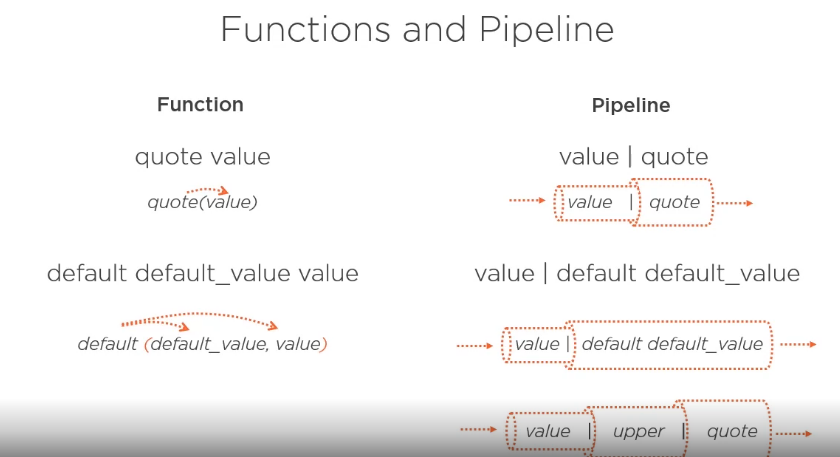 Functions and Pipeline
Function
quote value
quote(value)
default default_value value
default (default_value, value)
Pipeline
value | quote
value | quote
value | default default_value
value | default default_value
value | upper | quote